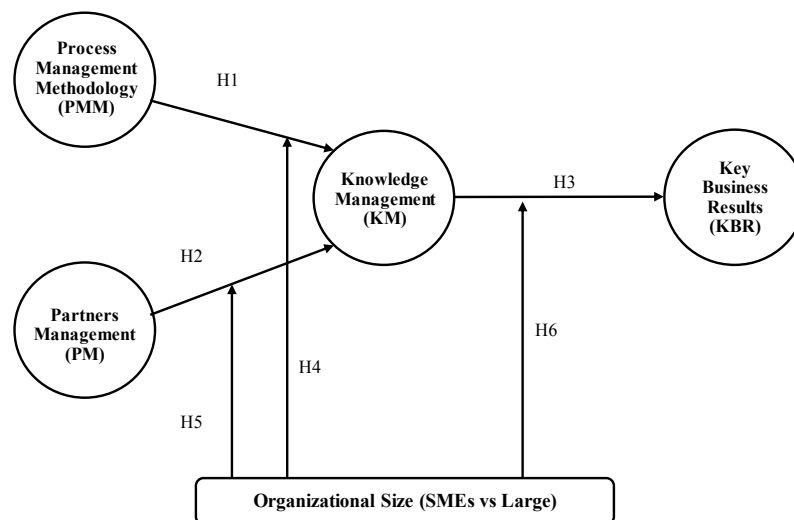 Process
Management
Methodology
(PMM)
H1
Knowledge
Management
(KM)
H3
Key
Business
Results
(KBR)
H2
Partners
Management
(PM)
H4
H6
H5
Organizational Size (SMEs vs Large)